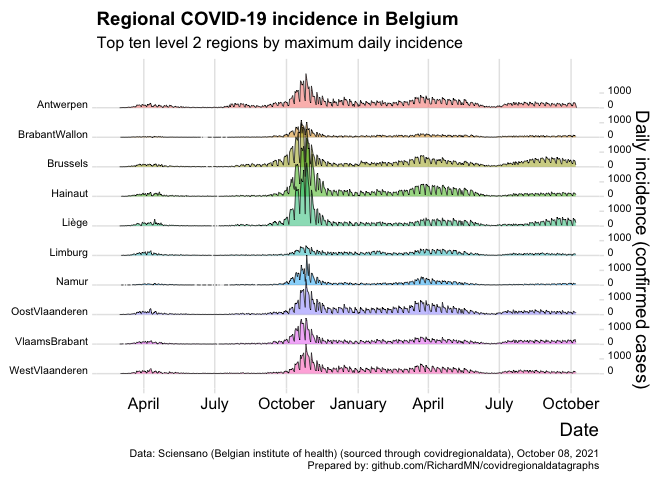 Regional COVID-19 incidence in Belgium
Top ten level 2 regions by maximum daily incidence
Antwerpen
1000
0
BrabantWallon
1000
0
Brussels
1000
0
Hainaut
1000
0
Liège
1000
0
Limburg
1000
0
Namur
1000
0
OostVlaanderen
1000
0
VlaamsBrabant
1000
0
WestVlaanderen
1000
0
Daily incidence (confirmed cases)
April July October January April July October
Date
Data: Sciensano (Belgian institute of health) (sourced through covidregionaldata), October 08, 2021
Prepared by: github.com/RichardMN/covidregionaldatagraphs